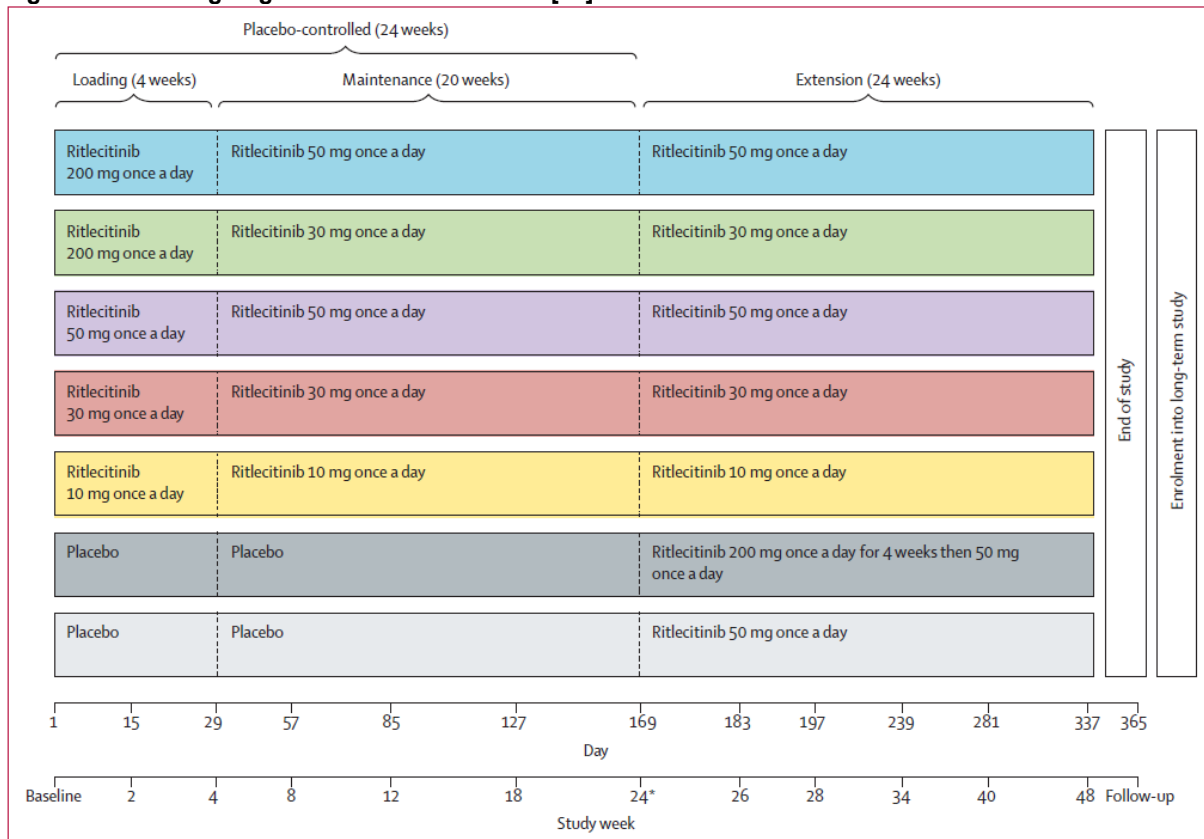 Placebo-controlled (24 weeks)
Loading (4 weeks) Maintenance (20 weeks) Extension (24 weeks)
Ritlecitinib
200 mg once a day
Ritlecitinib 50 mg once a day
Ritlecitinib 50 mg once a day
Ritlecitinib
200 mg once a day
Ritlecitinib 30 mg once a day
Ritlecitinib 30 mg once a day
Ritlecitinib
50 mg once a day
Ritlecitinib 50 mg once a day
Ritlecitinib 50 mg once a day
Ritlecitinib
30 mg once a day
Ritlecitinib 30 mg once a day
Ritlecitinib 30 mg once a day
Ritlecitinib
10 mg once a day
Ritlecitinib 10 mg once a day
Ritlecitinib 10 mg once a day
Placebo
Placebo
Ritlecitinib 200 mg once a day for 4 weeks then 50 mg
once a day
Placebo
Placebo
Ritlecitinib 50 mg once a day
End of study
Enrolment into long-term study
1 15 29 57 85 127 169 183 197 239 281 337 365
Day
Baseline 2 4 8 12 18 24* 26 28 34 40 48 Follow-up
Study week